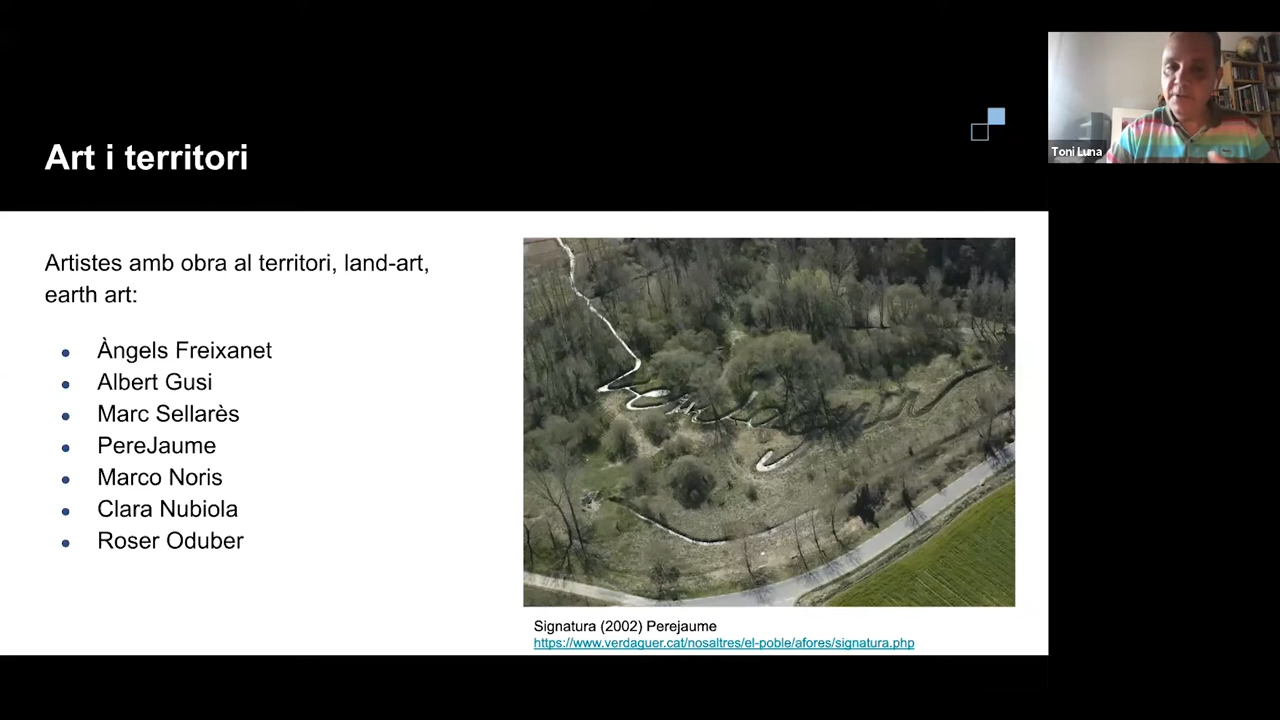 Art i territori
Toni Luna
Artistes amb obra al territori, land-art,
earth art:
Àngels Freixanet
Albert Gusi
Marc Sellarès
PereJaume
Marco Noris
Clara Nubiola
Roser Oduber
Signatura (2002) Perejaume
https://www.verdaguer.cat/nosaltres/el-poble/afores/signatura.php